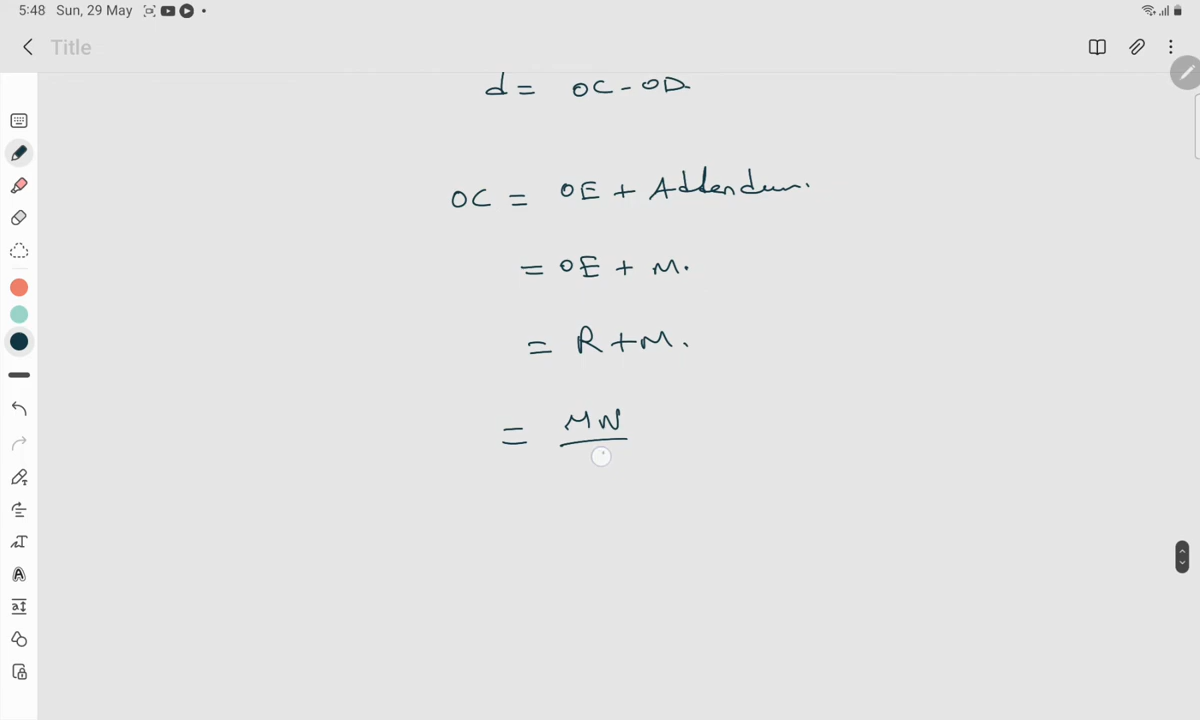 5:48 Sun, 29 May
Title
d = OC - OD
OC = OE + Addendum.
= OE + M.
= R + M.
= MN